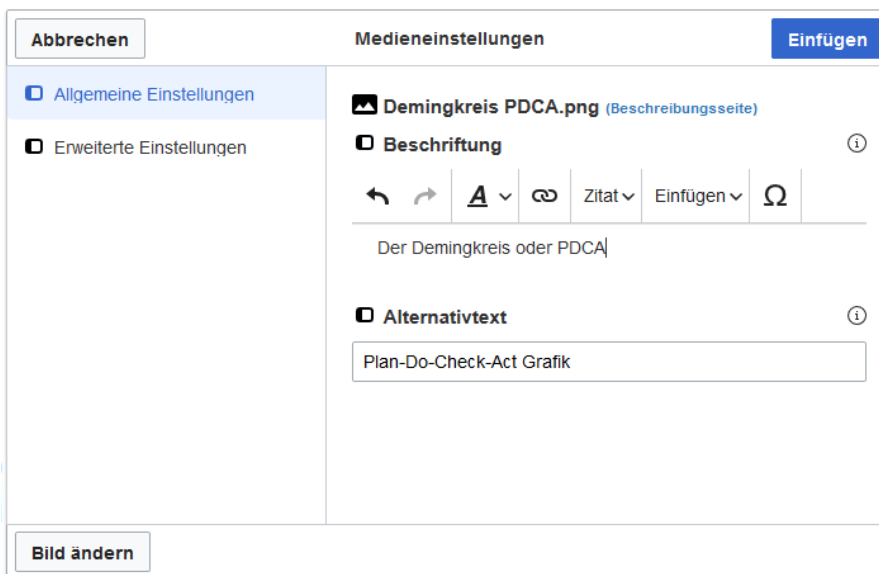 Abbrechen Medieneinstellungen Einfügen
Allgemeine Einstellungen
Erweiterte Einstellungen
Demingkreis PDCA.png (Beschreibungsseite)
Beschriftung
A Zitat Einfügen Ω
Der Demingkreis oder PDCA
Alternativtext
Plan-Do-Check-Act Grafik
Bild ändern